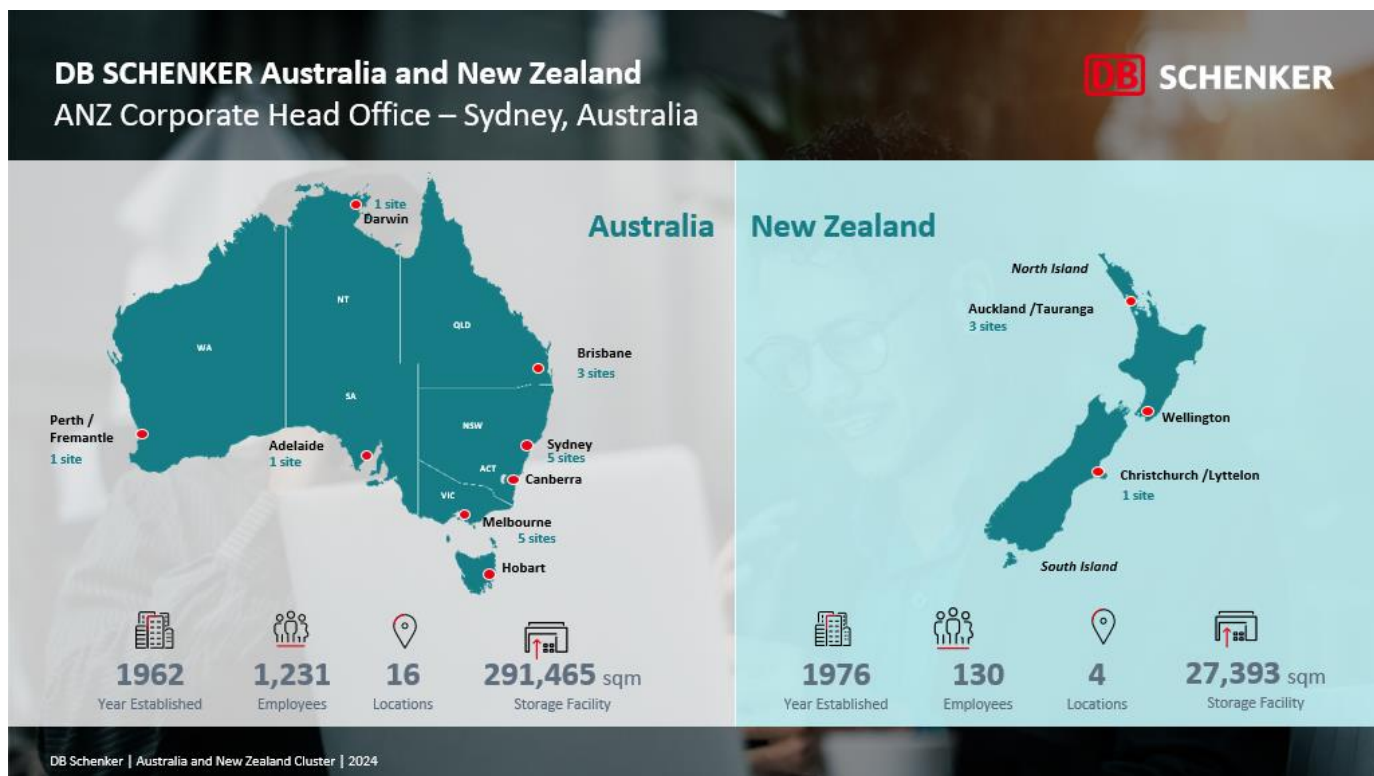 DB SCHENKER Australia and New Zealand
ANZ Corporate Head Office – Sydney, Australia
DB SCHENKER
Australia
1 site
Darwin
NT
QLD
WA
Brisbane
3 sites
SA
NSW
Perth /
Fremantle
1 site
Adelaide
1 site
Sydney
5 sites
ACT
Canberra
VIC
Melbourne
5 sites
Hobart
1962
Year Established
1,231
Employees
16
Locations
291,465 sqm
Storage Facility
New Zealand
North Island
Auckland /Tauranga
3 sites
Wellington
Christchurch /Lyttelon
1 site
South Island
1976
Year Established
130
Employees
4
Locations
27,393 sqm
Storage Facility
DB Schenker | Australia and New Zealand Cluster | 2024